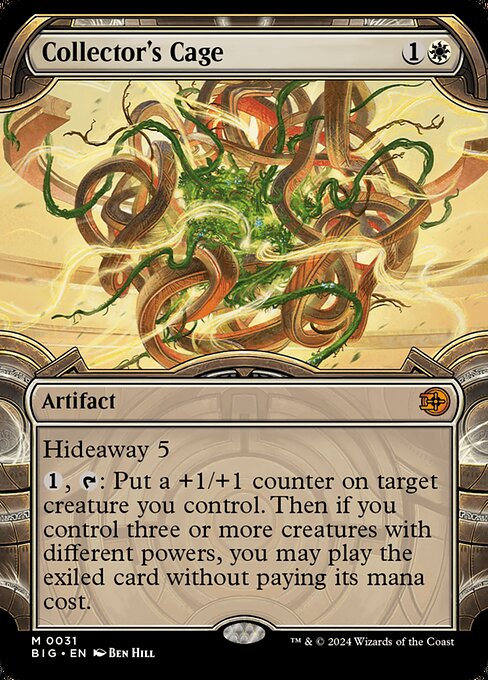 Collector's Cage 1
Artifact
Hideaway 5
1, : Put a +1/+1 counter on target
creature you control. Then if you
control three or more creatures with
different powers, you may play the
exiled card without paying its mana
cost.
M 0031
BIG • EN Ben Hill
™ & © 2024 Wizards of the Coast